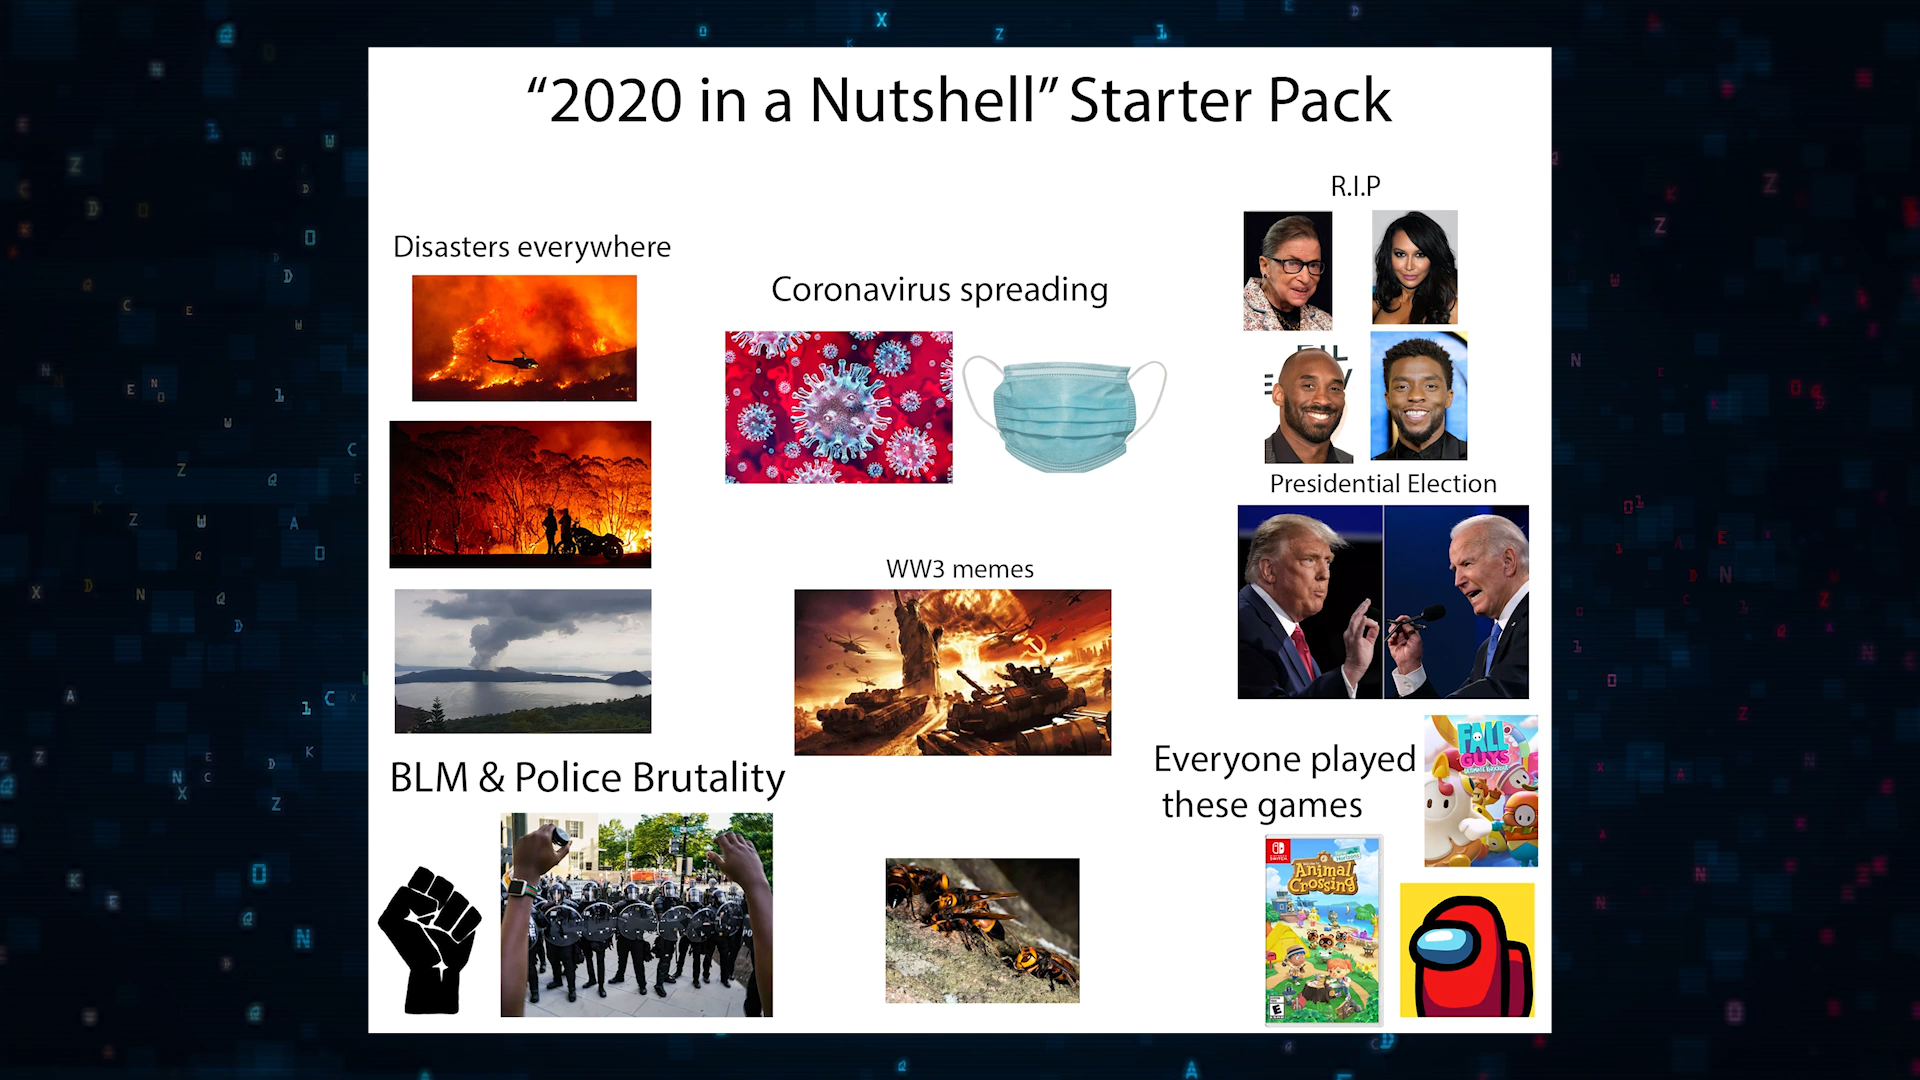 “2020 in a Nutshell” Starter Pack
R.I.P
Disasters everywhere
Coronavirus spreading
Presidential Election
WW3 memes
Everyone played
these games
FALL
GUYS
BLM & Police Brutality
Animal
Crossing